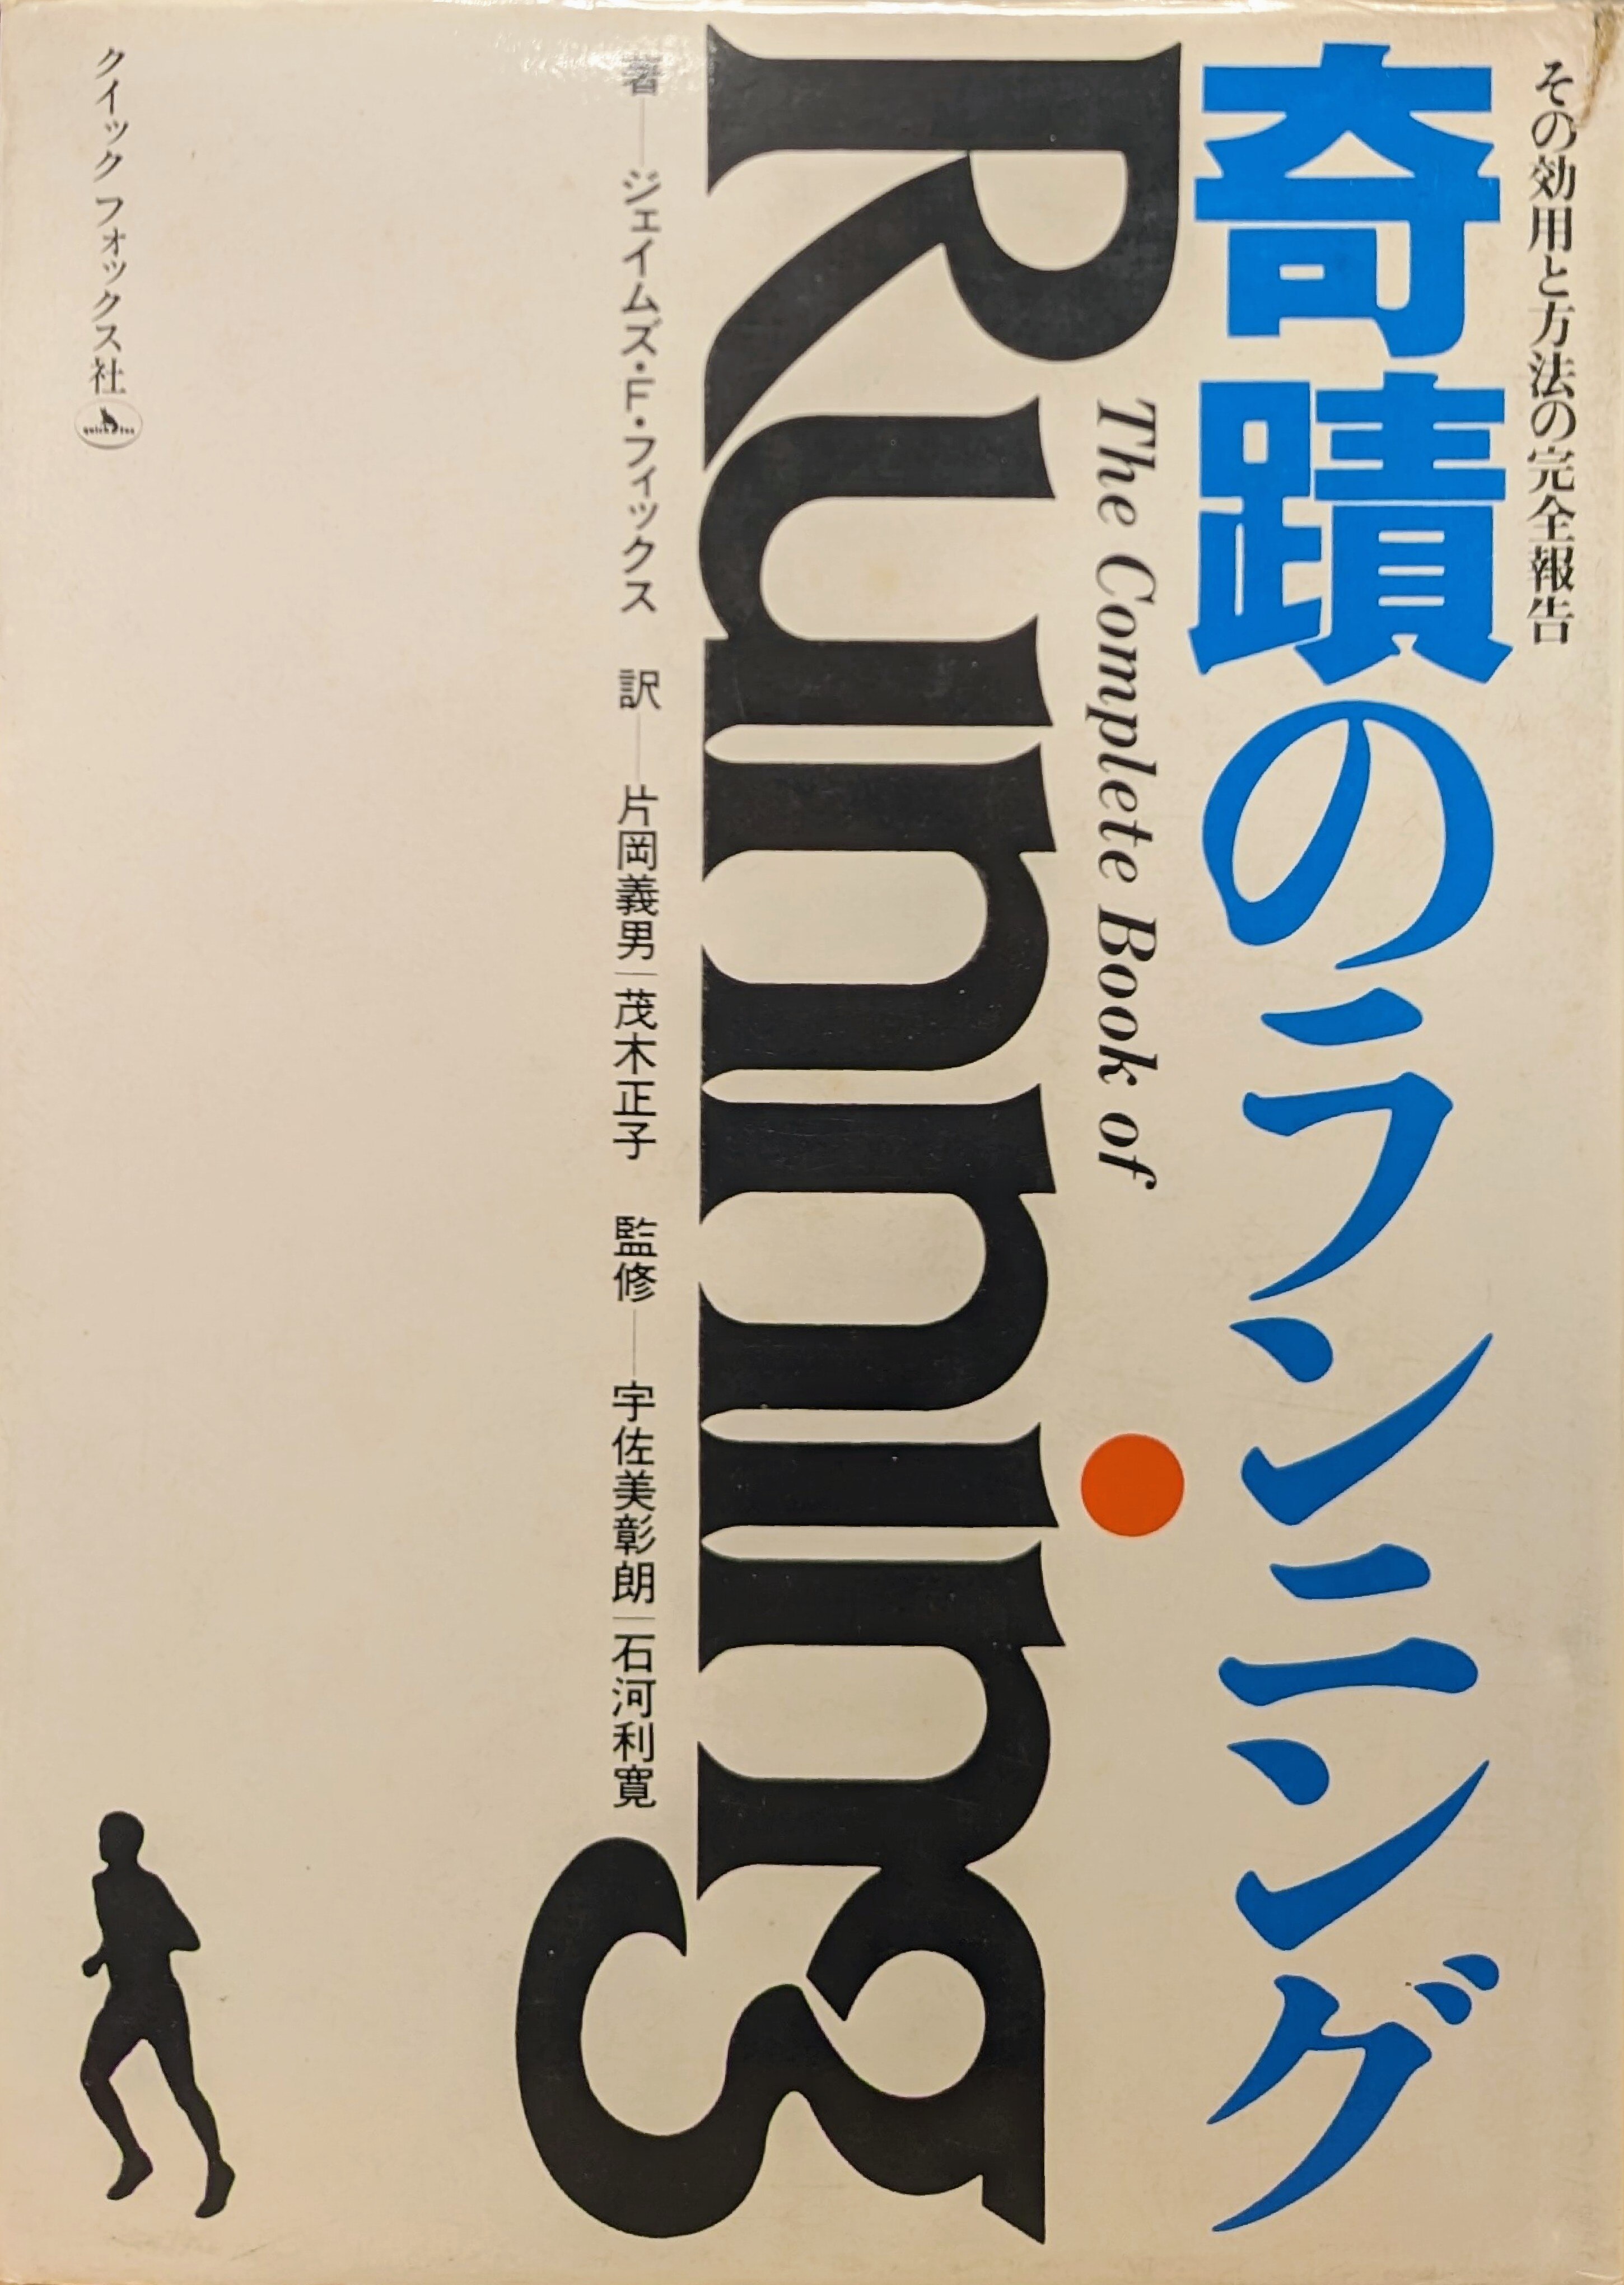 その効用と方法の完全報告
奇蹟のランニング
The Complete Book of
Running
著―ジェイムズ・F・フィックス 訳―片岡義男|茂木正子 監修―宇佐美彰朗|石河利寛
クイック フォックス社
quick fox